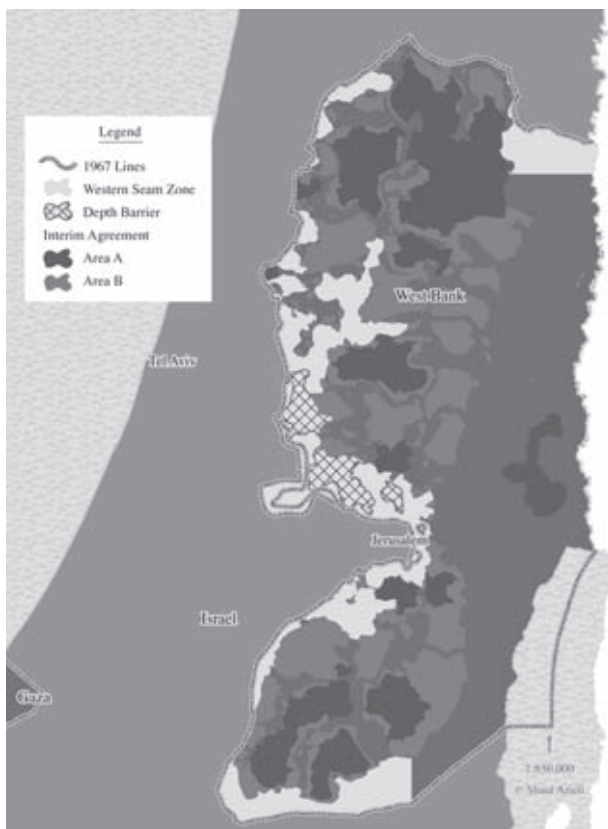 Legend
1967 Lines
Western Seam Zone
Depth Barrier
Interim Agreement
Area A
Area B
West Bank
Tel Aviv
Jerusalem
Israel
Gaza
1:850,000
© Shaul Arieli